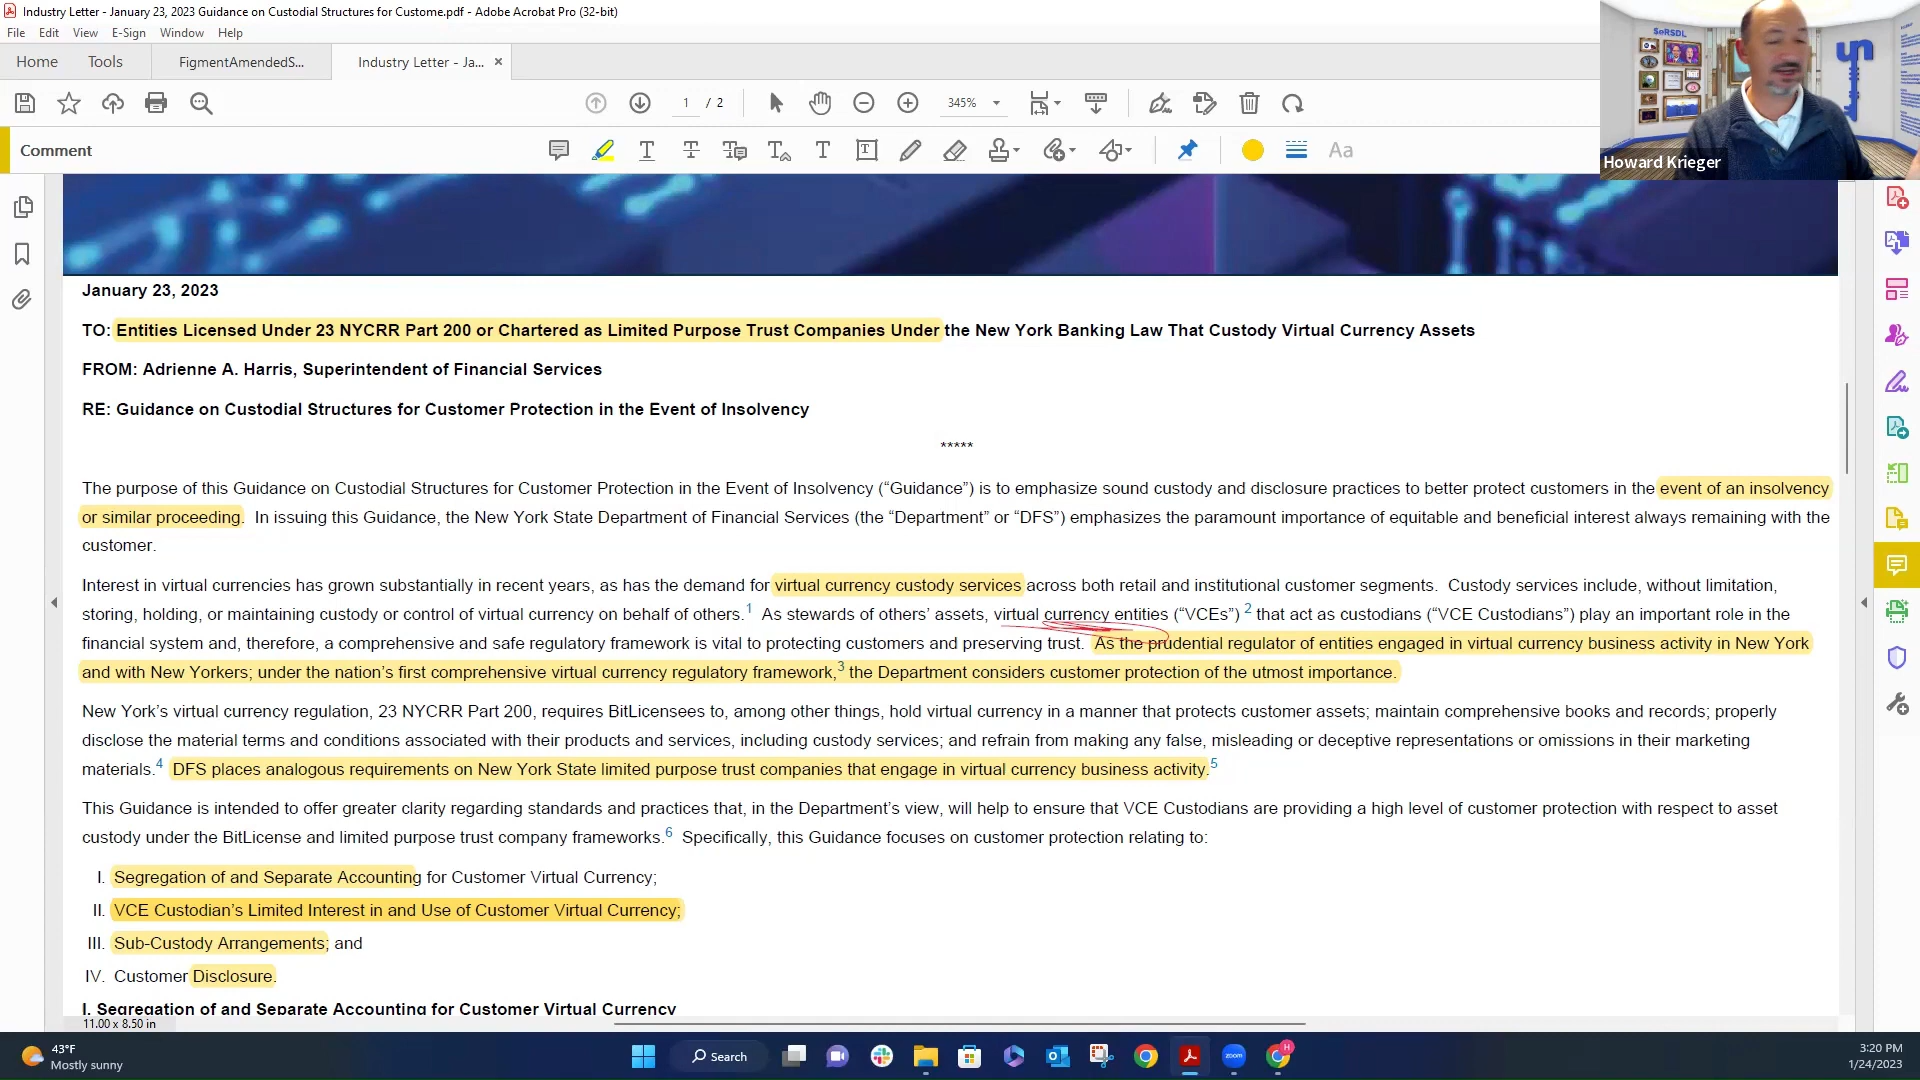 Industry Letter - January 23, 2023 Guidance on Custodial Structures for Custome.pdf - Adobe Acrobat Pro (32-bit)
File Edit View E-Sign Window Help
Home Tools FigmentAmendedS... Industry Letter - Ja... ×
1 / 2 345%
Comment
Aa
SeRSDL
Howard Krieger
January 23, 2023
TO: Entities Licensed Under 23 NYCRR Part 200 or Chartered as Limited Purpose Trust Companies Under the New York Banking Law That Custody Virtual Currency Assets
FROM: Adrienne A. Harris, Superintendent of Financial Services
RE: Guidance on Custodial Structures for Customer Protection in the Event of Insolvency
*****
The purpose of this Guidance on Custodial Structures for Customer Protection in the Event of Insolvency (“Guidance”) is to emphasize sound custody and disclosure practices to better protect customers in the event of an insolvency
or similar proceeding. In issuing this Guidance, the New York State Department of Financial Services (the “Department” or “DFS”) emphasizes the paramount importance of equitable and beneficial interest always remaining with the
customer.
Interest in virtual currencies has grown substantially in recent years, as has the demand for virtual currency custody services across both retail and institutional customer segments. Custody services include, without limitation,
storing, holding, or maintaining custody or control of virtual currency on behalf of others.1 As stewards of others’ assets, virtual currency entities (“VCEs”) 2 that act as custodians (“VCE Custodians”) play an important role in the
financial system and, therefore, a comprehensive and safe regulatory framework is vital to protecting customers and preserving trust. As the prudential regulator of entities engaged in virtual currency business activity in New York
and with New Yorkers; under the nation’s first comprehensive virtual currency regulatory framework,3 the Department considers customer protection of the utmost importance.
New York’s virtual currency regulation, 23 NYCRR Part 200, requires BitLicensees to, among other things, hold virtual currency in a manner that protects customer assets; maintain comprehensive books and records; properly
disclose the material terms and conditions associated with their products and services, including custody services; and refrain from making any false, misleading or deceptive representations or omissions in their marketing
materials.4 DFS places analogous requirements on New York State limited purpose trust companies that engage in virtual currency business activity.5
This Guidance is intended to offer greater clarity regarding standards and practices that, in the Department’s view, will help to ensure that VCE Custodians are providing a high level of customer protection with respect to asset
custody under the BitLicense and limited purpose trust company frameworks.6 Specifically, this Guidance focuses on customer protection relating to:
I. Segregation of and Separate Accounting for Customer Virtual Currency;
II. VCE Custodian’s Limited Interest in and Use of Customer Virtual Currency;
III. Sub-Custody Arrangements; and
IV. Customer Disclosure.
I. Segregation of and Separate Accounting for Customer Virtual Currency
11.00 x 8.50 in
43°F
Mostly sunny
Search
zoom
H
3:20 PM
1/24/2023